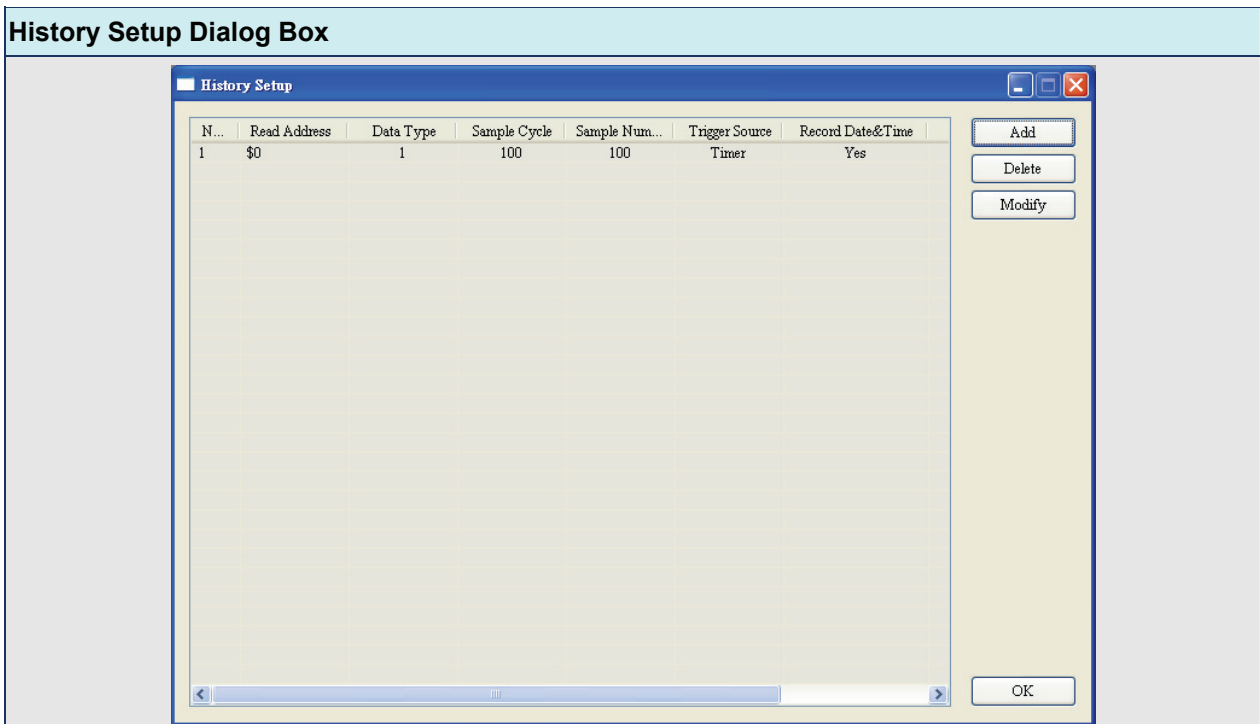 History Setup Dialog Box
History Setup
N... Read Address Data Type Sample Cycle Sample Num... Trigger Source Record Date&Time
1 $0 1 100 100 Timer Yes
Add
Delete
Modify
OK